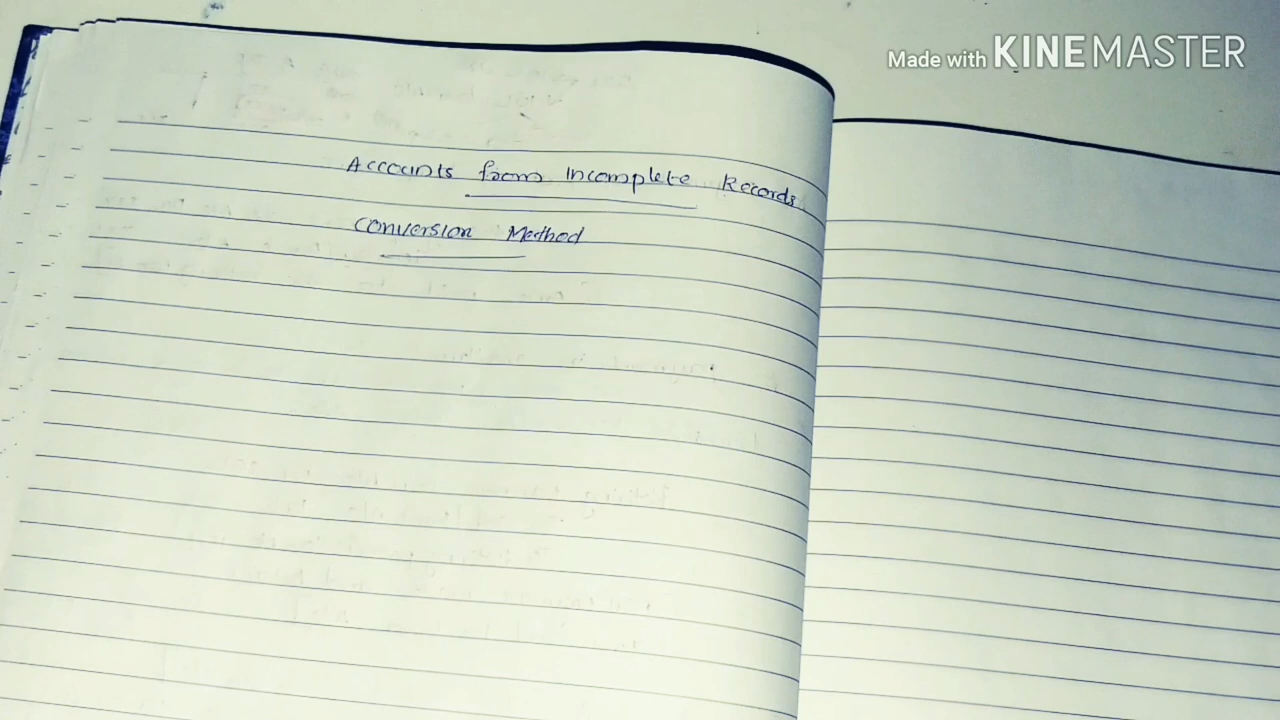 Made with KINEMASTER
Accounts from Incomplete Records.
Conversion Method